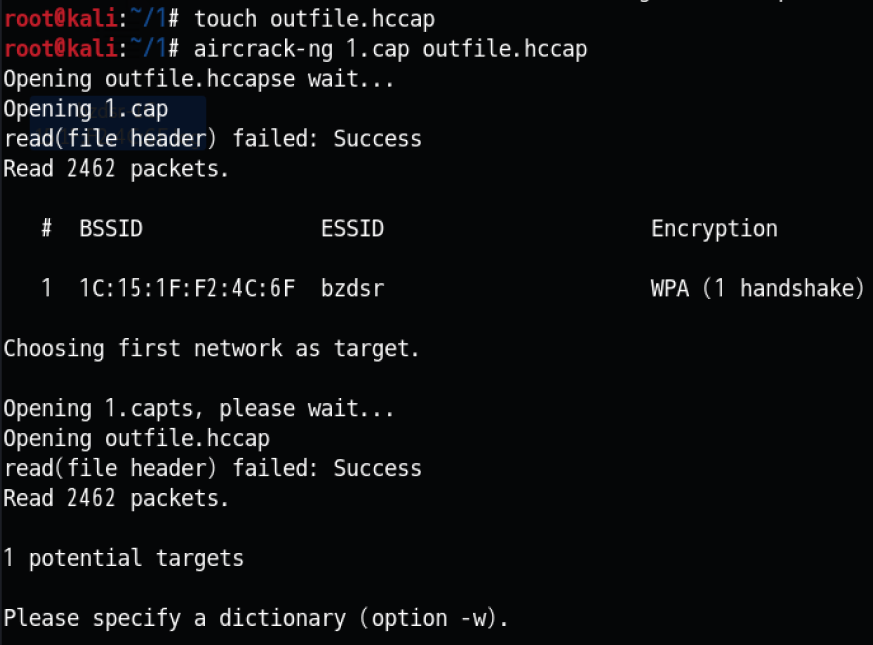 root@kali:~/1# touch outfile.hccap
root@kali:~/1# aircrack-ng 1.cap outfile.hccap
Opening outfile.hccapse wait...
Opening 1.cap
read(file header) failed: Success
Read 2462 packets.
# BSSID ESSID Encryption
1 1C:15:1F:F2:4C:6F bzdsr WPA (1 handshake)
Choosing first network as target.
Opening 1.capts, please wait...
Opening outfile.hccap
read(file header) failed: Success
Read 2462 packets.
1 potential targets
Please specify a dictionary (option -w).